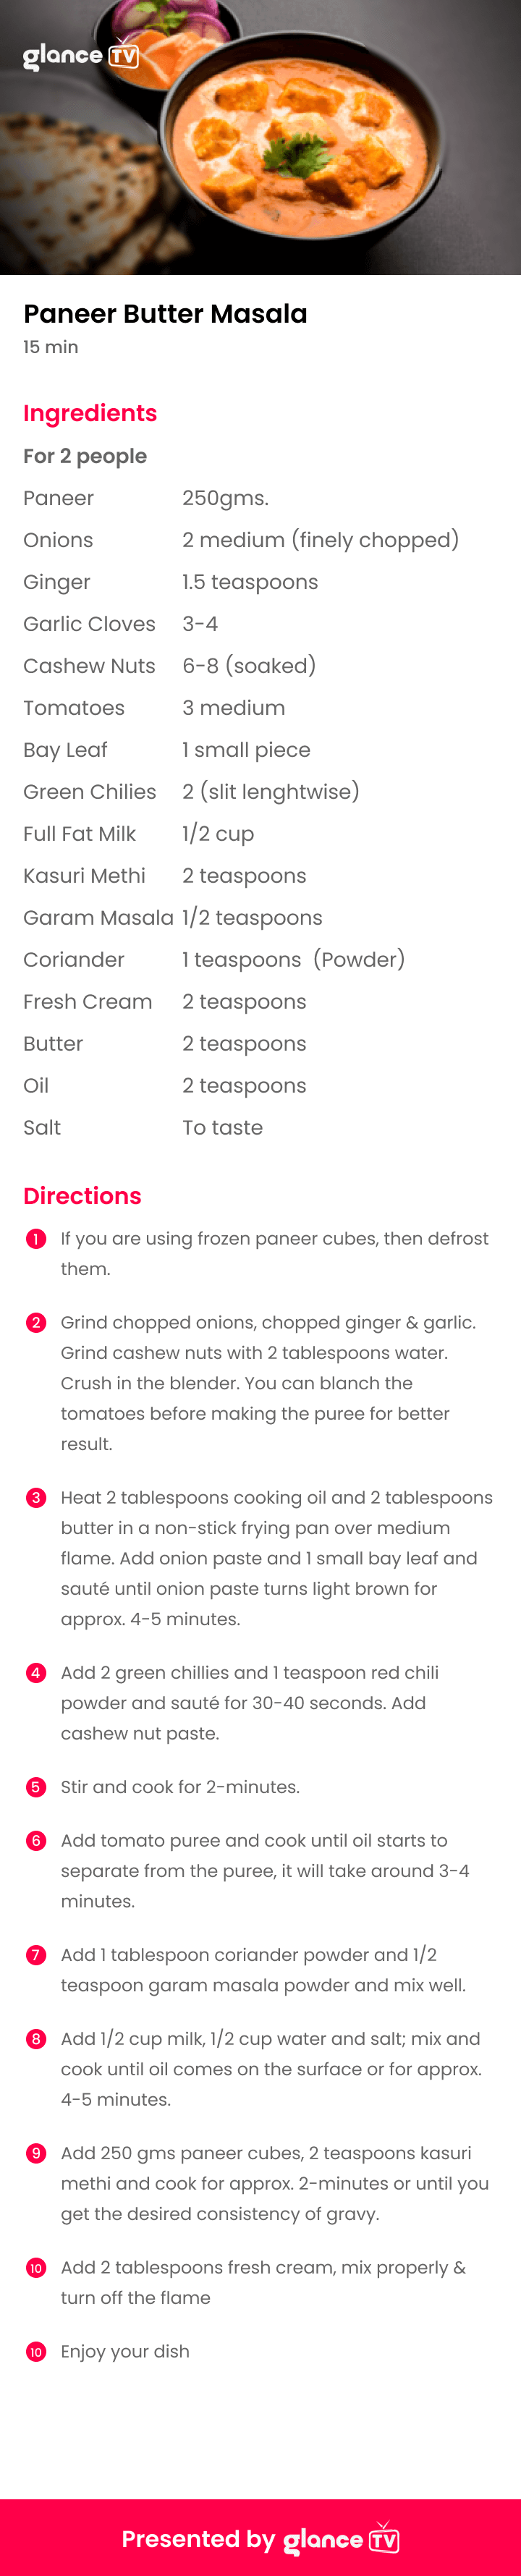 glance TV
Paneer Butter Masala
15 min
Ingredients
For 2 people
Paneer 250gms.
Onions 2 medium (finely chopped)
Ginger 1.5 teaspoons
Garlic Cloves 3-4
Cashew Nuts 6-8 (soaked)
Tomatoes 3 medium
Bay Leaf 1 small piece
Green Chilies 2 (slit lenghtwise)
Full Fat Milk 1/2 cup
Kasuri Methi 2 teaspoons
Garam Masala 1/2 teaspoons
Coriander 1 teaspoons (Powder)
Fresh Cream 2 teaspoons
Butter 2 teaspoons
Oil 2 teaspoons
Salt To taste
Directions
1 If you are using frozen paneer cubes, then defrost
them.
2 Grind chopped onions, chopped ginger & garlic.
Grind cashew nuts with 2 tablespoons water.
Crush in the blender. You can blanch the
tomatoes before making the puree for better
result.
3 Heat 2 tablespoons cooking oil and 2 tablespoons
butter in a non-stick frying pan over medium
flame. Add onion paste and 1 small bay leaf and
sauté until onion paste turns light brown for
approx. 4-5 minutes.
4 Add 2 green chillies and 1 teaspoon red chili
powder and sauté for 30-40 seconds. Add
cashew nut paste.
5 Stir and cook for 2-minutes.
6 Add tomato puree and cook until oil starts to
separate from the puree, it will take around 3-4
minutes.
7 Add 1 tablespoon coriander powder and 1/2
teaspoon garam masala powder and mix well.
8 Add 1/2 cup milk, 1/2 cup water and salt; mix and
cook until oil comes on the surface or for approx.
4-5 minutes.
9 Add 250 gms paneer cubes, 2 teaspoons kasuri
methi and cook for approx. 2-minutes or until you
get the desired consistency of gravy.
10 Add 2 tablespoons fresh cream, mix properly &
turn off the flame
10 Enjoy your dish
Presented by glance TV